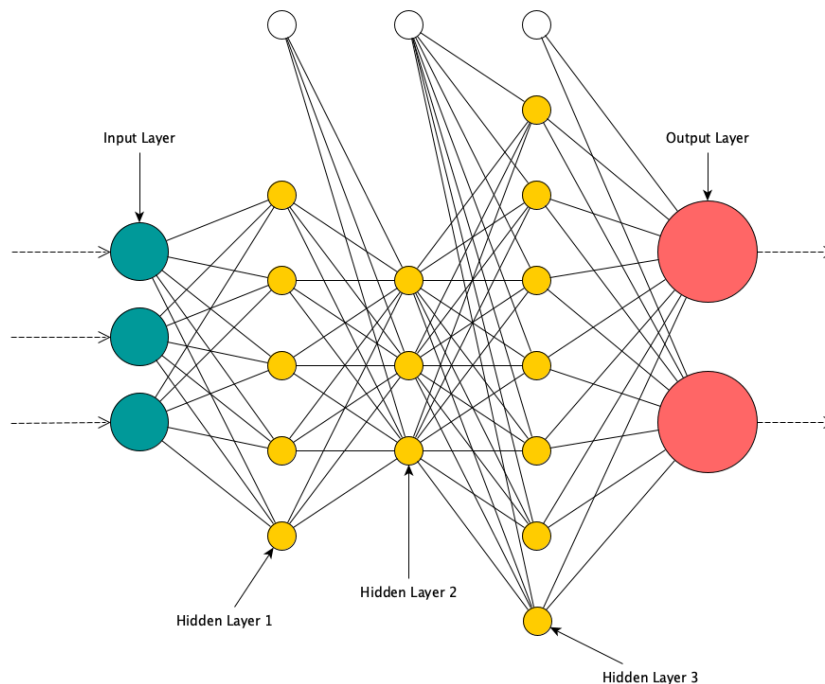 Input Layer
Output Layer
Hidden Layer 2
Hidden Layer 1
Hidden Layer 3